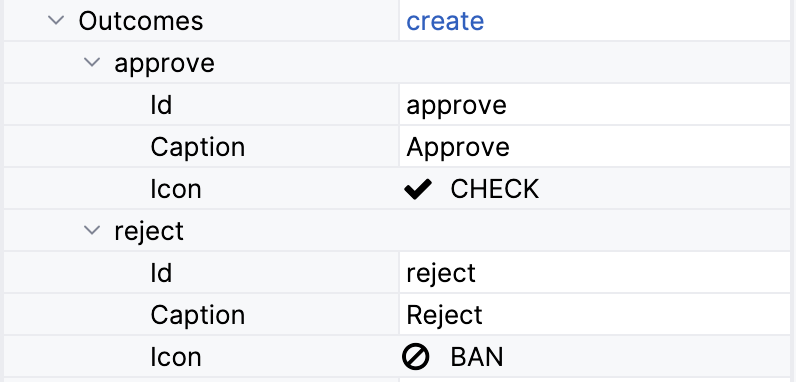 Outcomes create
approve
Id approve
Caption Approve
Icon CHECK
reject
Id reject
Caption Reject
Icon BAN